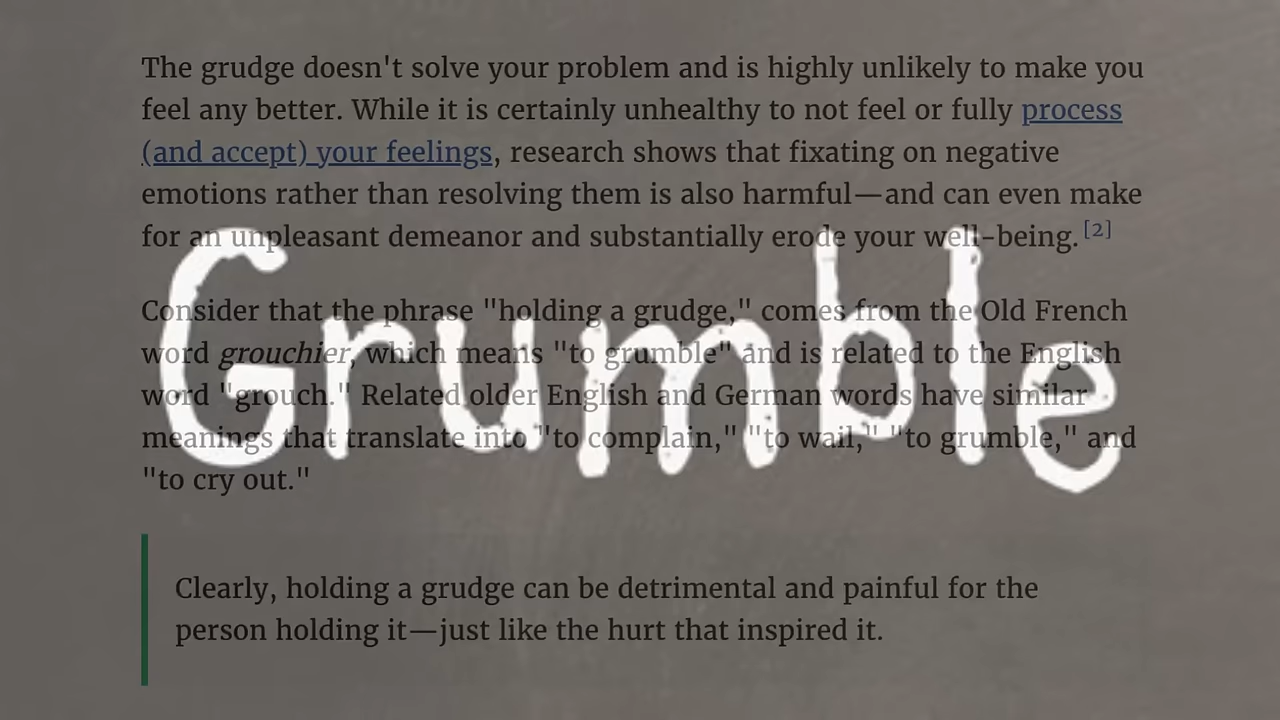 The grudge doesn't solve your problem and is highly unlikely to make you
feel any better. While it is certainly unhealthy to not feel or fully process
(and accept) your feelings, research shows that fixating on negative
emotions rather than resolving them is also harmful—and can even make
for an unpleasant demeanor and substantially erode your well-being.[2]
Consider that the phrase "holding a grudge," comes from the Old French
word grouchier, which means "to grumble" and is related to the English
word "grouch." Related older English and German words have similar
meanings that translate into "to complain," "to wail," "to grumble," and
"to cry out."
Grumble
Clearly, holding a grudge can be detrimental and painful for the
person holding it—just like the hurt that inspired it.